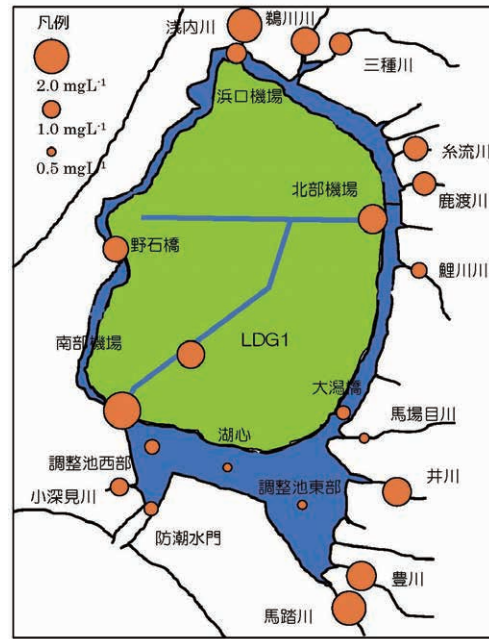 凡例
2.0 mgL⁻¹
1.0 mgL⁻¹
0.5 mgL⁻¹
浅内川
鵜川川
三種川
浜口機場
糸流川
北部機場
鹿渡川
野石橋
鯉川川
南部機場
LDG1
大潟橋
馬場目川
湖心
調整池西部
調整池東部
井川
小深見川
防潮水門
豊川
馬踏川